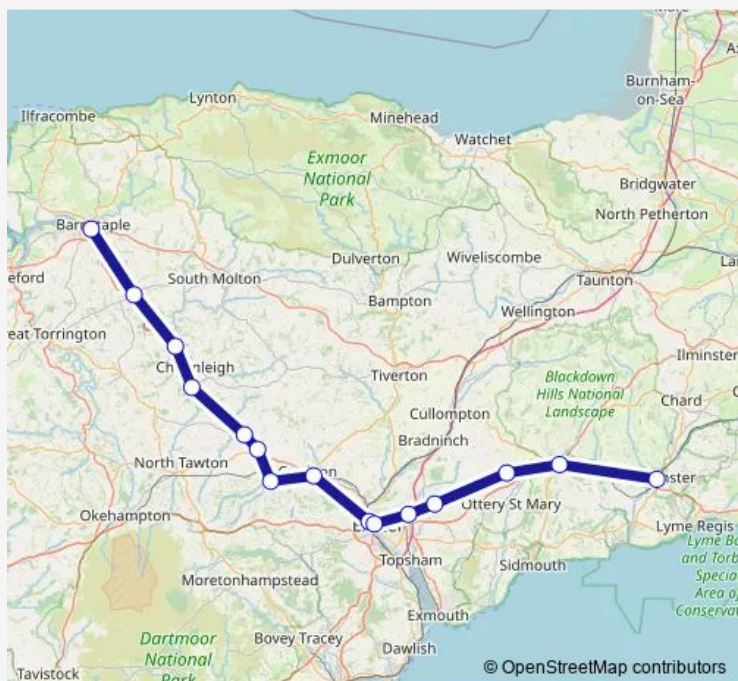 Lynton
Ilfracombe
Minehead
Burnham-
on-Sea
Watchet
Exmoor
National
Park
Bridgwater
North Petherton
Dulverton
Wiveliscombe
South Molton
Taunton
Bampton
Wellington
Ilminster
Tiverton
Blackdown
Hills National
Landscape
Chard
Cullompton
Bradninch
North Tawton
Ottery St Mary
Okehampton
Lyme Regis
Topsham
Sidmouth
Moretonhampstead
Exmouth
Dartmoor
National
Park
Bovey Tracey
Dawlish
Tavistock
© OpenStreetMap contributors